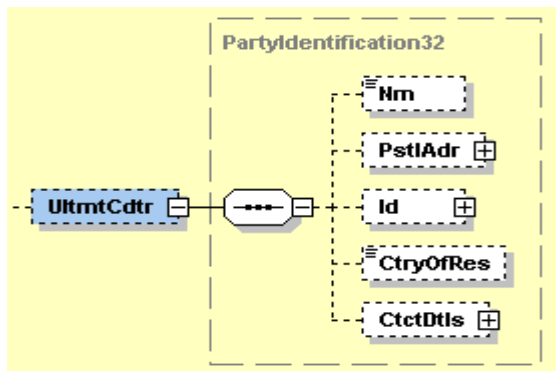 PartyIdentification32
Nm
PstlAdr
UltmtCdtr
Id
CtryOfRes
CtctDtls